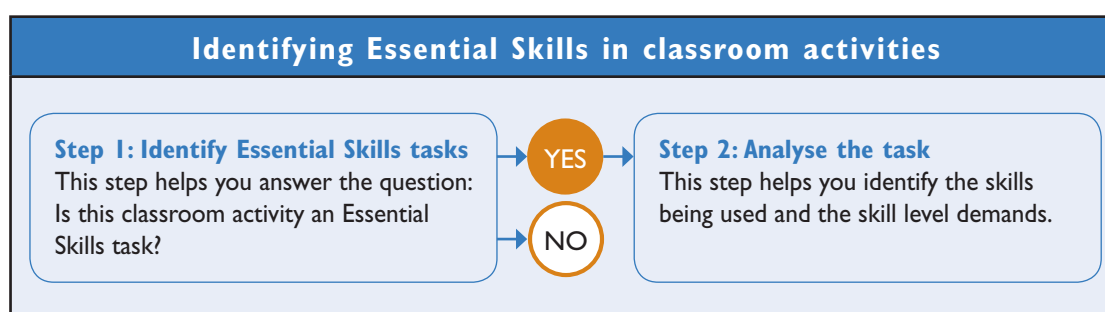 Identifying Essential Skills in classroom activities
Step 1: Identify Essential Skills tasks
This step helps you answer the question:
Is this classroom activity an Essential
Skills task?
YES
NO
Step 2: Analyse the task
This step helps you identify the skills
being used and the skill level demands.